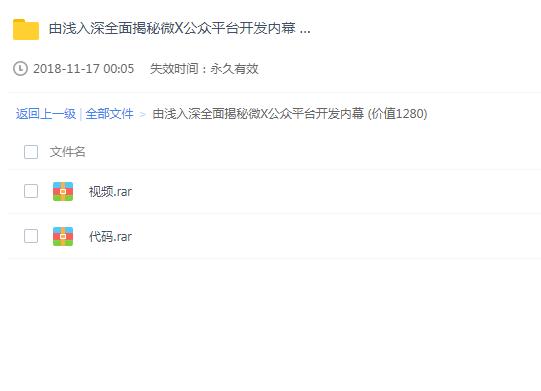 由浅入深全面揭秘微X公众平台开发内幕 ...
2018-11-17 00:05 失效时间：永久有效
返回上一级 | 全部文件 > 由浅入深全面揭秘微X公众平台开发内幕 (价值1280)
文件名
视频.rar
代码.rar